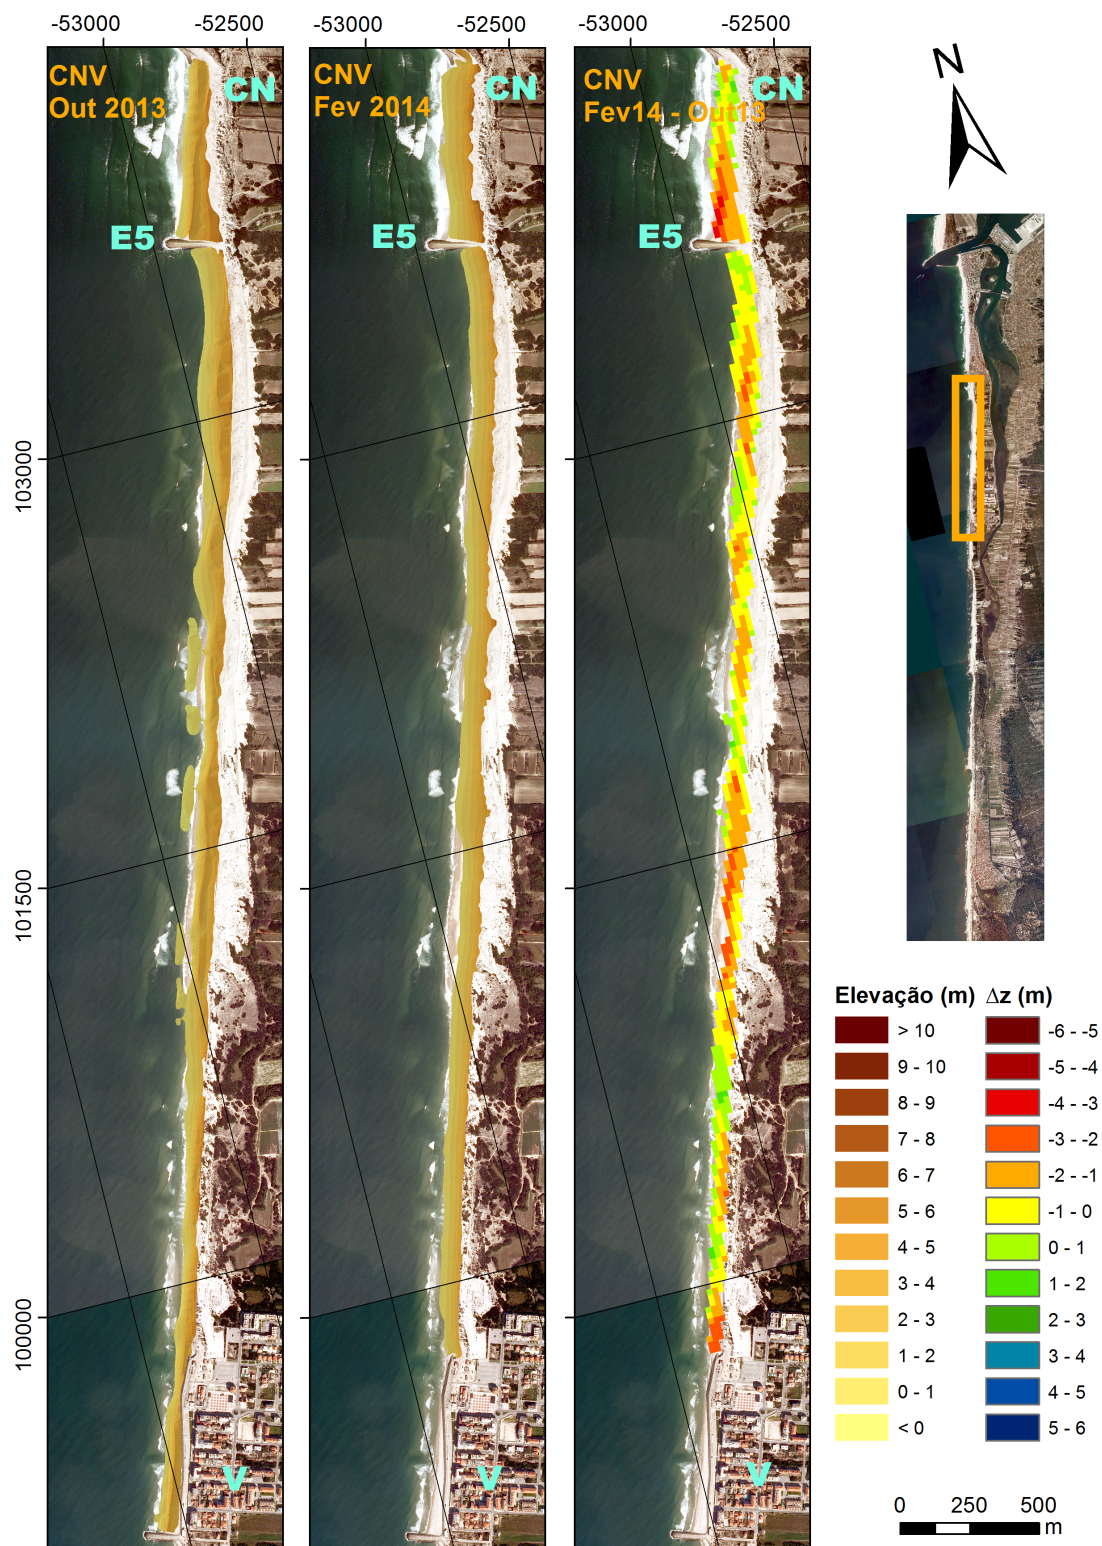 -53000 -52500
-53000 -52500
-53000 -52500
CNV
Out 2013
CN
CNV
Fev 2014
CN
CNV
Fev14 - Out13
CN
N
E5
E5
E5
103000
101500
100000
V
V
V
Elevação (m)
> 10
9 - 10
8 - 9
7 - 8
6 - 7
5 - 6
4 - 5
3 - 4
2 - 3
1 - 2
0 - 1
< 0
∆z (m)
-6 - -5
-5 - -4
-4 - -3
-3 - -2
-2 - -1
-1 - 0
0 - 1
1 - 2
2 - 3
3 - 4
4 - 5
5 - 6
0 250 500
m